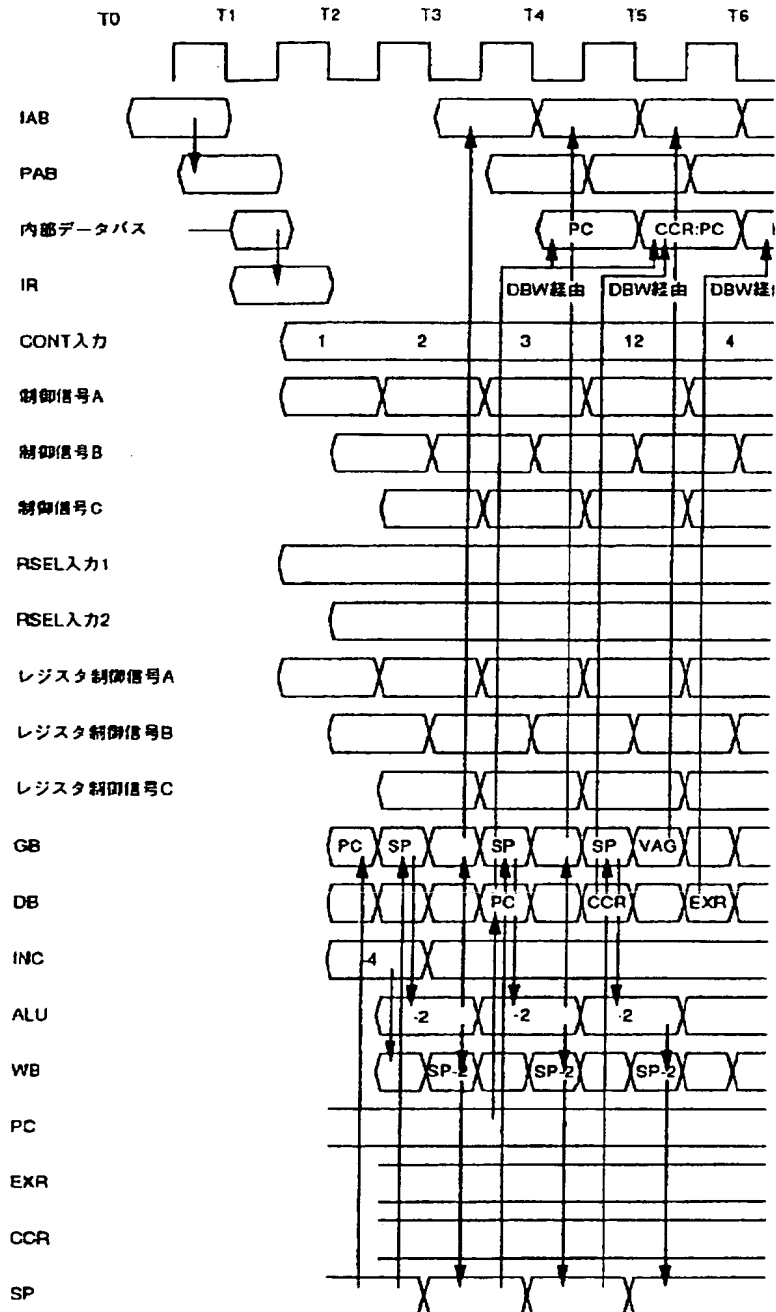 T0 T1 T2 T3 T4 T5 T6
IAB
PAB
内部データバス PC CCR:PC
IR DBW経由 DBW経由 DBW経由
CONT入力 1 2 3 12 4
制御信号A
制御信号B
制御信号C
RSEL入力1
RSEL入力2
レジスタ制御信号A
レジスタ制御信号B
レジスタ制御信号C
GB PC SP SP SP VAG
DB PC CCR EXR
INC -4
ALU -2 -2 -2
WB SP-2 SP-2 SP-2
PC
EXR
CCR
SP